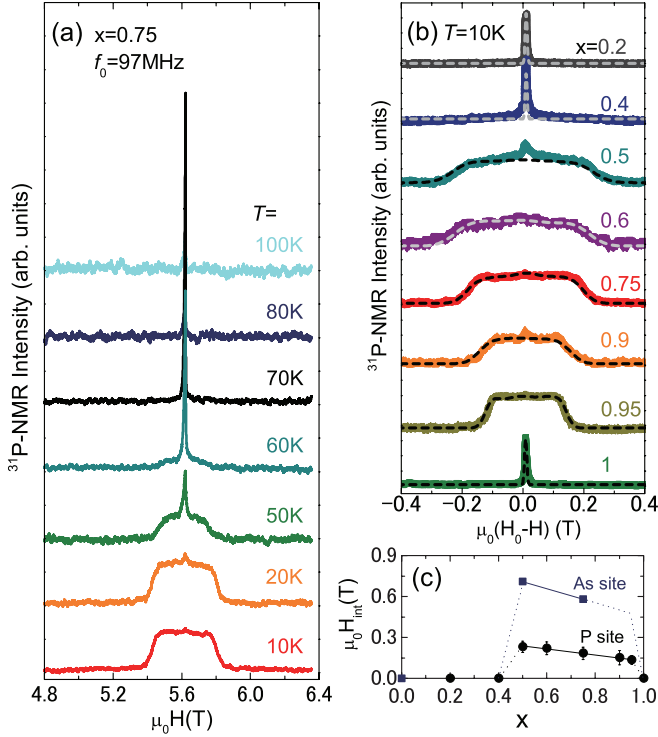 (a)
x=0.75
f₀=97MHz
T=
100K
80K
70K
60K
50K
20K
10K
³¹P-NMR Intensity (arb. units)
4.8 5.2 5.6 6.0 6.4
μ₀H(T)
(b) T=10K
x=0.2
0.4
0.5
0.6
0.75
0.9
0.95
1
³¹P-NMR Intensity (arb. units)
−0.4 −0.2 0.0 0.2 0.4
μ₀(H₀-H) (T)
(c)
As site
P site
0.9
0.6
0.3
0.0
μ₀H_int(T)
0.0 0.2 0.4 0.6 0.8 1.0
x